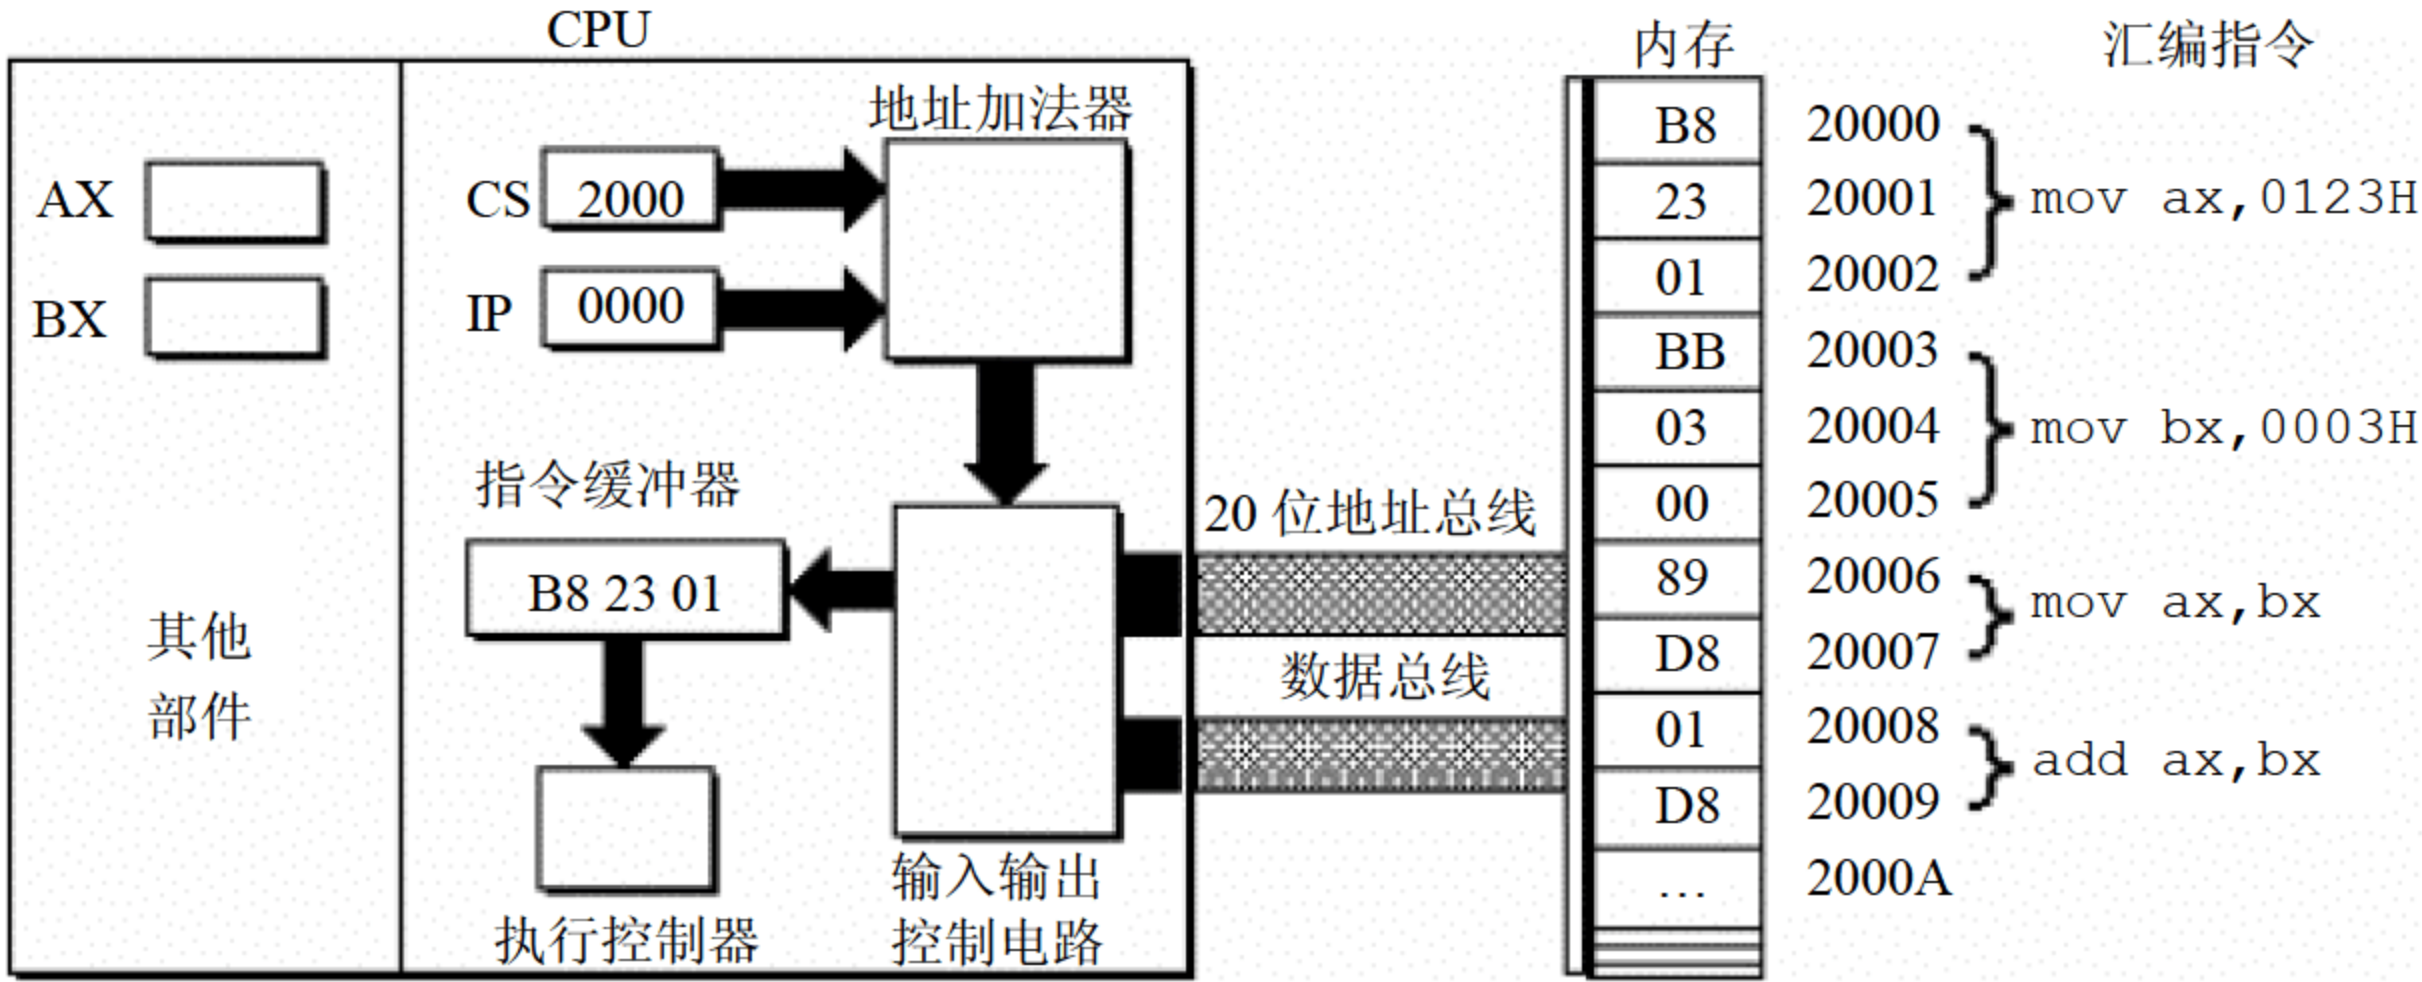 CPU
内存
汇编指令
地址加法器
AX
BX
CS
2000
IP
0000
指令缓冲器
B8 23 01
其他
部件
执行控制器
输入输出
控制电路
20 位地址总线
数据总线
B8 20000
23 20001 mov ax,0123H
01 20002
BB 20003
03 20004 mov bx,0003H
00 20005
89 20006
mov ax,bx
D8 20007
01 20008
add ax,bx
D8 20009
… 2000A